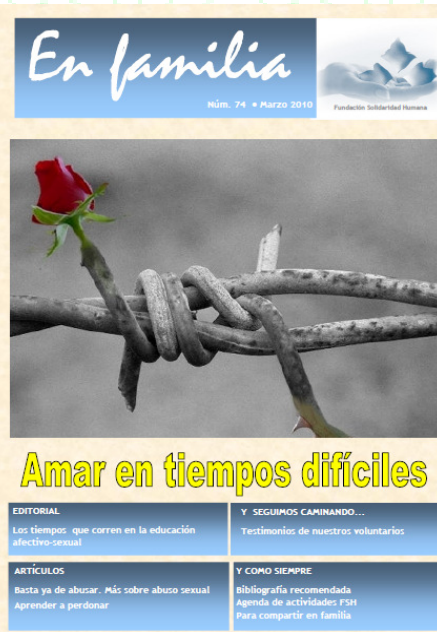 En familia
Núm. 74 • Marzo 2010
Fundación Solidaridad Humana
Amar en tiempos difíciles
EDITORIAL
Los tiempos que corren en la educación
afectivo-sexual
Y SEGUIMOS CAMINANDO...
Testimonios de nuestros voluntarios
ARTÍCULOS
Basta ya de abusar. Más sobre abuso sexual
Aprender a perdonar
Y COMO SIEMPRE
Bibliografía recomendada
Agenda de actividades FSH
Para compartir en familia